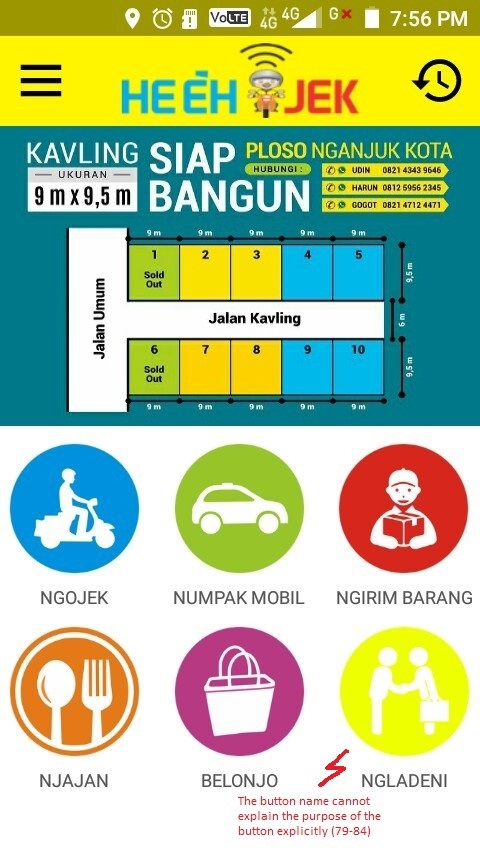 VoLTE 4G 4G G 7:56 PM
HE ÉH JEK
KAVLING SIAP BANGUN PLOSO NGANJUK KOTA
UKURAN
9 m x 9,5 m
HUBUNGI :
UDIN 0821 4343 9646
HARUN 0812 5956 2345
GOGOT 0821 4712 4471
9 m 9 m 9 m 9 m 9 m
1 2 3 4 5
Sold
Out
9,5 m
Jalan Umum
Jalan Kavling
6 m
6 7 8 9 10
Sold
Out
9,5 m
9 m 9 m 9 m 9 m 9 m
NGOJEK NUMPAK MOBIL NGIRIM BARANG
NJAJAN BELONJO NGLADENI
The button name cannot
explain the purpose of the
button explicitly (79-84)